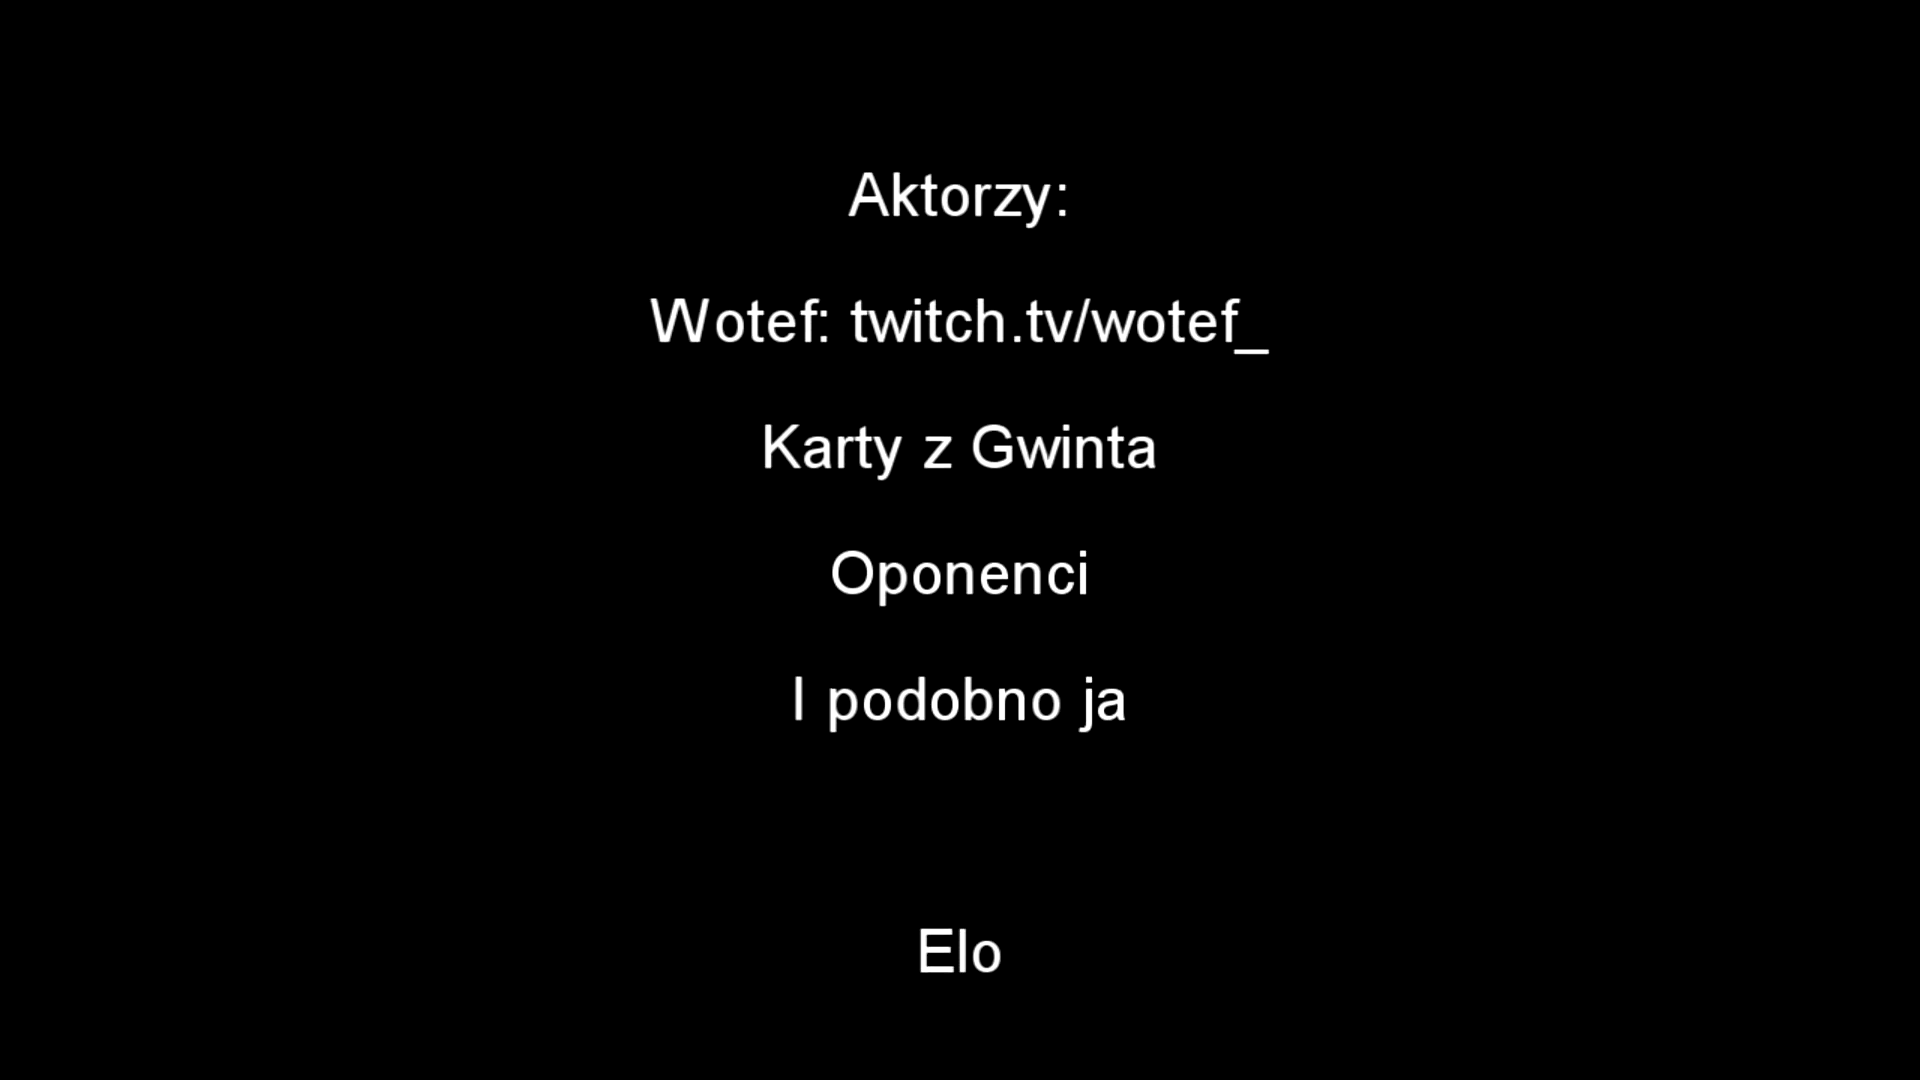 Aktorzy:
Wotef: twitch.tv/wotef_
Karty z Gwinta
Oponenci
I podobno ja
Elo